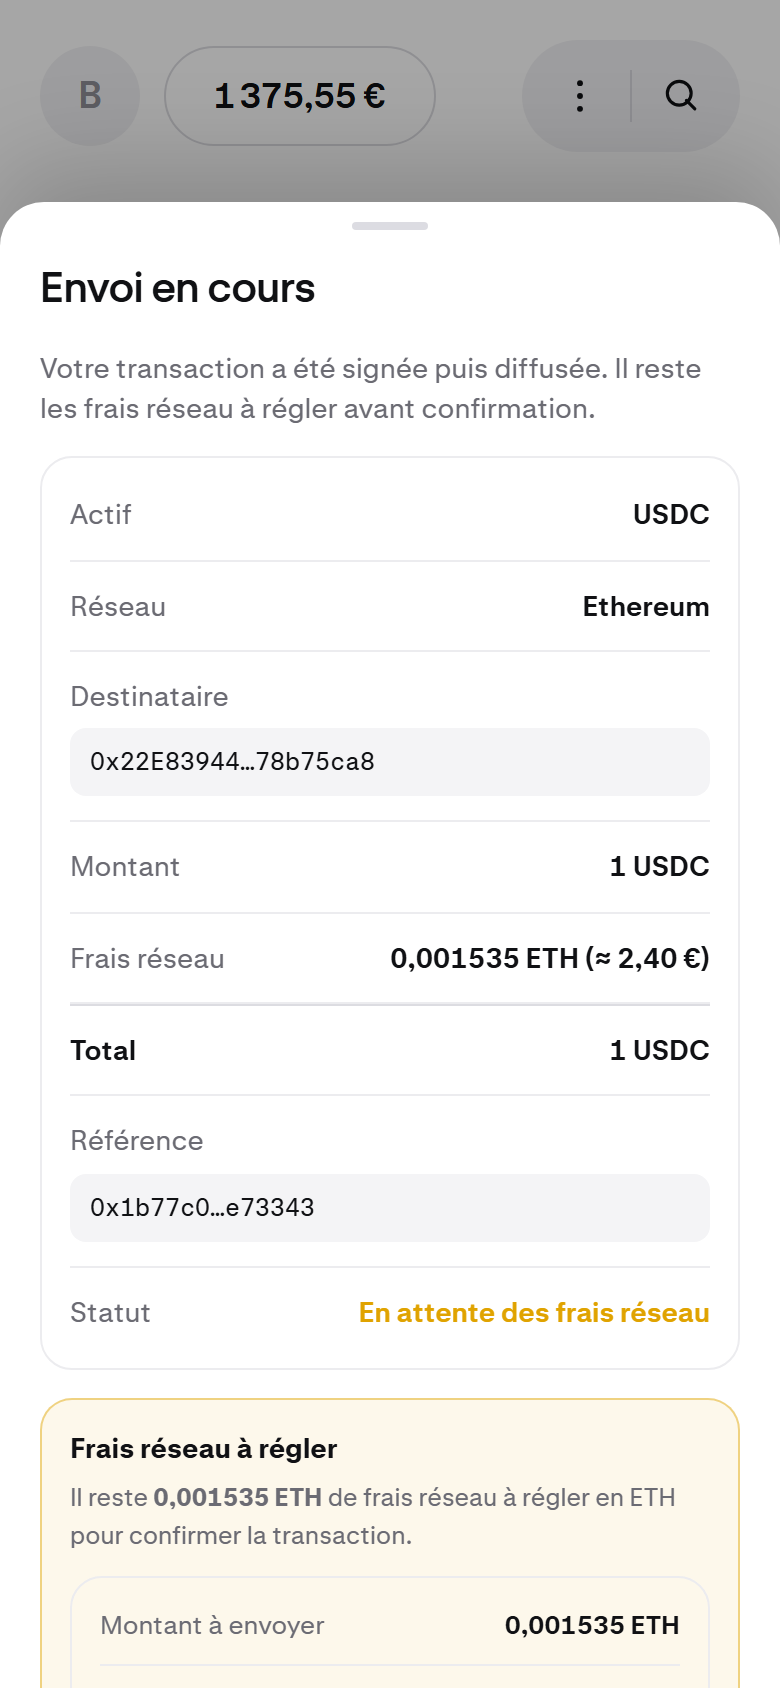 B
1 375,55 €
Envoi en cours
Votre transaction a été signée puis diffusée. Il reste
les frais réseau à régler avant confirmation.
Actif USDC
Réseau Ethereum
Destinataire
0x22E83944…78b75ca8
Montant 1 USDC
Frais réseau 0,001535 ETH (≈ 2,40 €)
Total 1 USDC
Référence
0x1b77c0…e73343
Statut En attente des frais réseau
Frais réseau à régler
Il reste 0,001535 ETH de frais réseau à régler en ETH
pour confirmer la transaction.
Montant à envoyer 0,001535 ETH